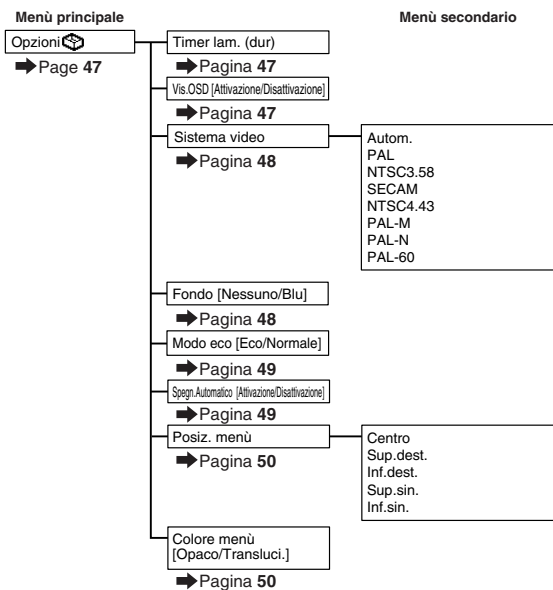 Menù principale
Menù secondario
Opzioni
Page 47
Timer lam. (dur)
Pagina 47
Vis.OSD [Attivazione/Disattivazione]
Pagina 47
Sistema video
Pagina 48
Autom.
PAL
NTSC3.58
SECAM
NTSC4.43
PAL-M
PAL-N
PAL-60
Fondo [Nessuno/Blu]
Pagina 48
Modo eco [Eco/Normale]
Pagina 49
Spegn.Automatico [Attivazione/Disattivazione]
Pagina 49
Posiz. menù
Pagina 50
Centro
Sup.dest.
Inf.dest.
Sup.sin.
Inf.sin.
Colore menù
[Opaco/Transluci.]
Pagina 50